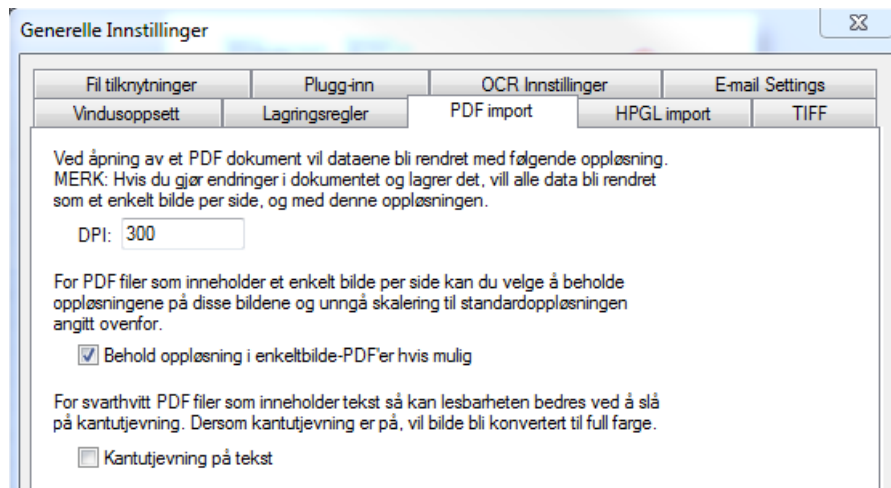 Generelle Innstillinger
Fil tilknytninger Plugg-inn OCR Innstillinger E-mail Settings
Vindusoppsett Lagringsregler PDF import HPGL import TIFF
Ved åpning av et PDF dokument vil dataene bli rendret med følgende oppløsning.
MERK: Hvis du gjør endringer i dokumentet og lagrer det, vill alle data bli rendret
som et enkelt bilde per side, og med denne oppløsningen.
DPI: 300
For PDF filer som inneholder et enkelt bilde per side kan du velge å beholde
oppløsningene på disse bildene og unngå skalering til standardoppløsningen
angitt ovenfor.
Behold oppløsning i enkeltbilde-PDF'er hvis mulig
For svarthvitt PDF filer som inneholder tekst så kan lesbarheten bedres ved å slå
på kantutjevning. Dersom kantutjevning er på, vil bilde bli konvertert til full farge.
Kantutjevning på tekst